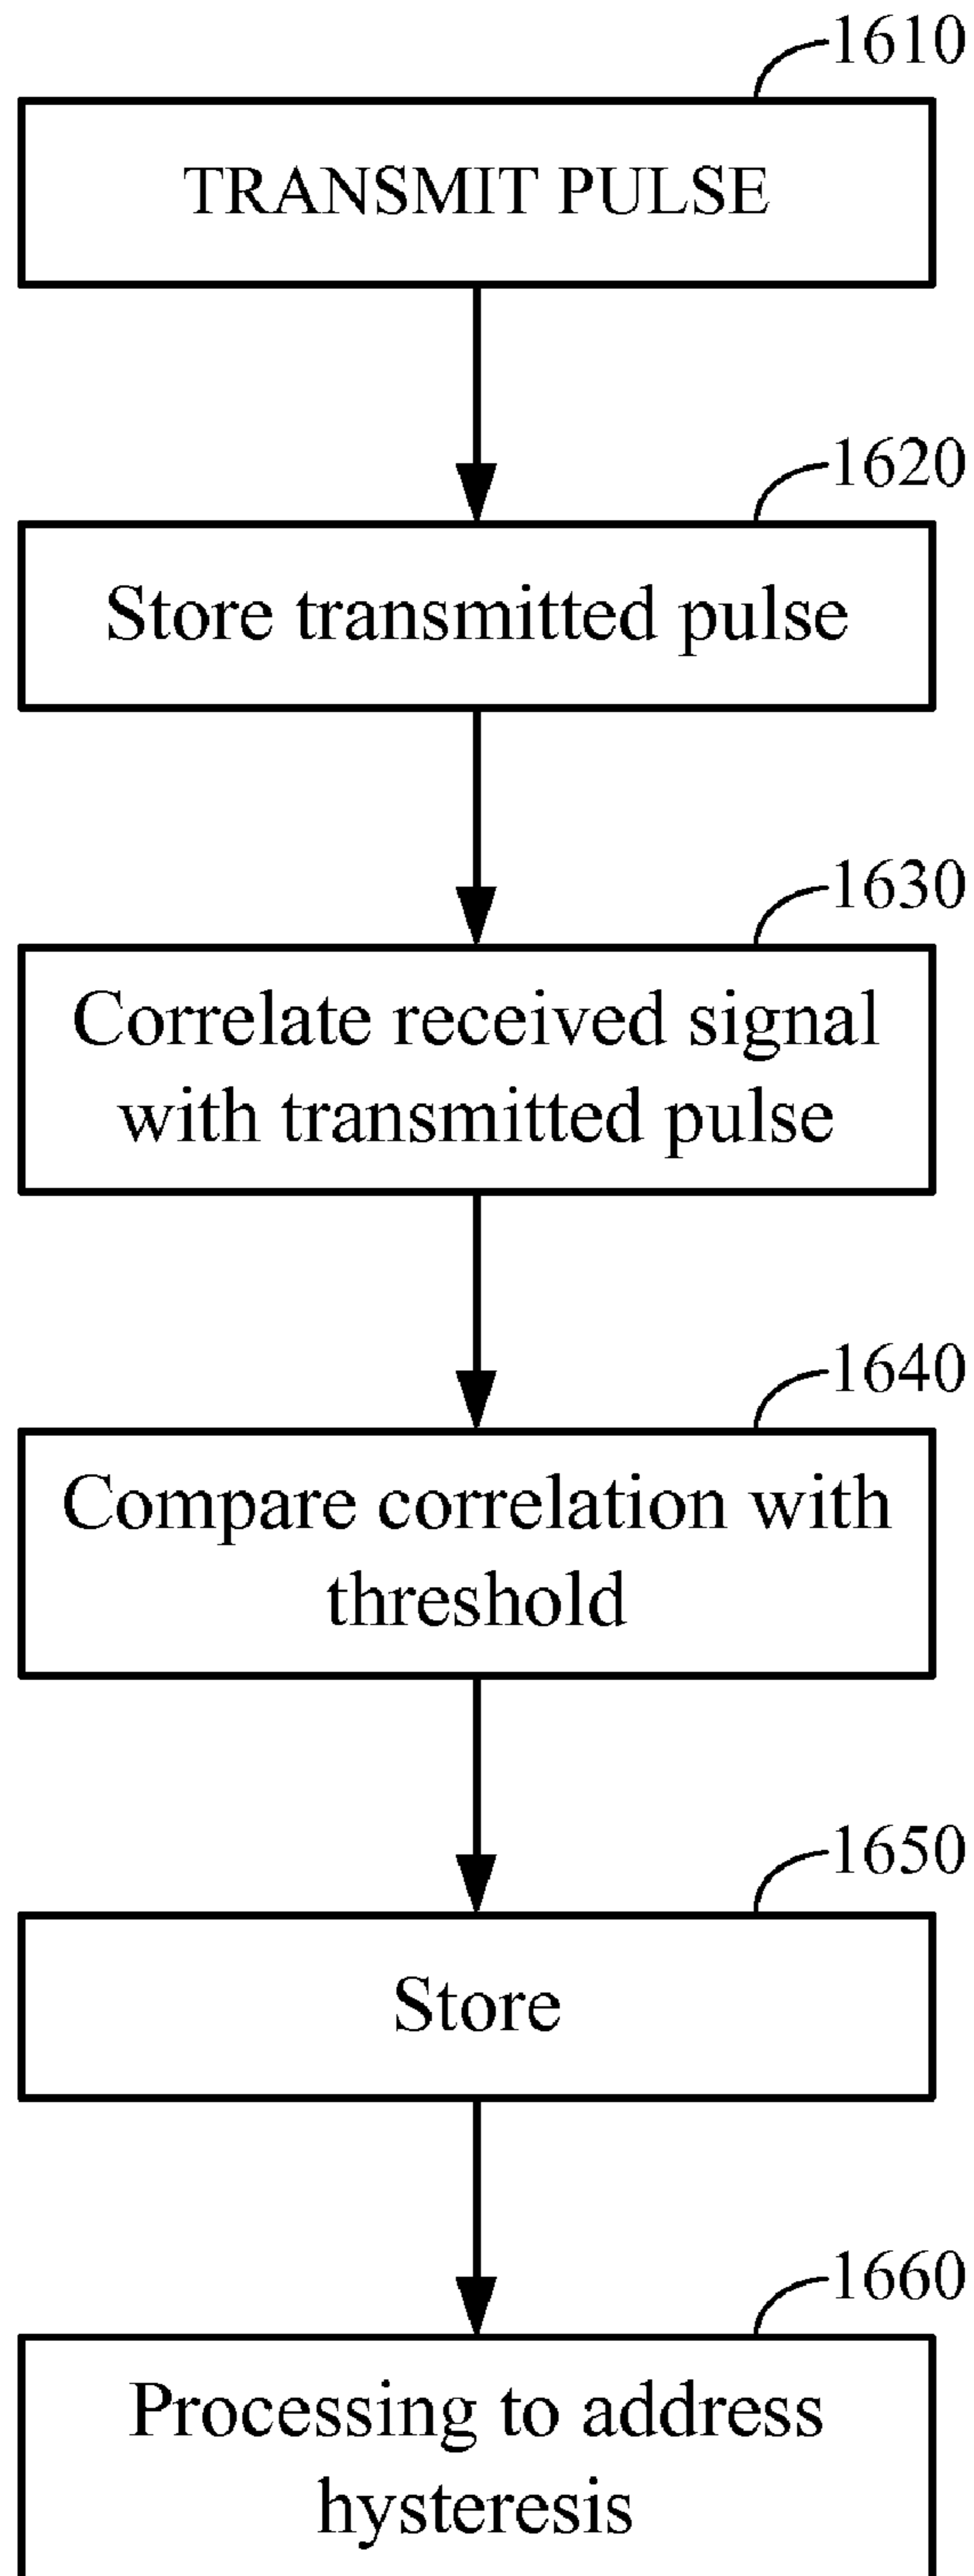 1610
TRANSMIT PULSE
1620
Store transmitted pulse
1630
Correlate received signal
with transmitted pulse
1640
Compare correlation with
threshold
1650
Store
1660
Processing to address
hysteresis